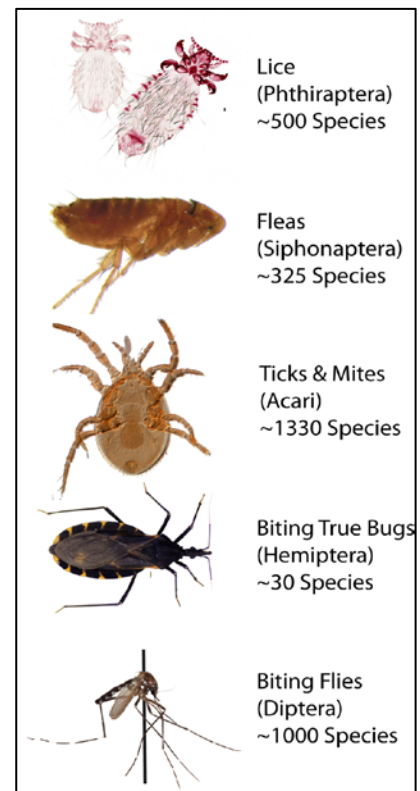 Lice
(Phthiraptera)
~500 Species
Fleas
(Siphonaptera)
~325 Species
Ticks & Mites
(Acari)
~1330 Species
Biting True Bugs
(Hemiptera)
~30 Species
Biting Flies
(Diptera)
~1000 Species